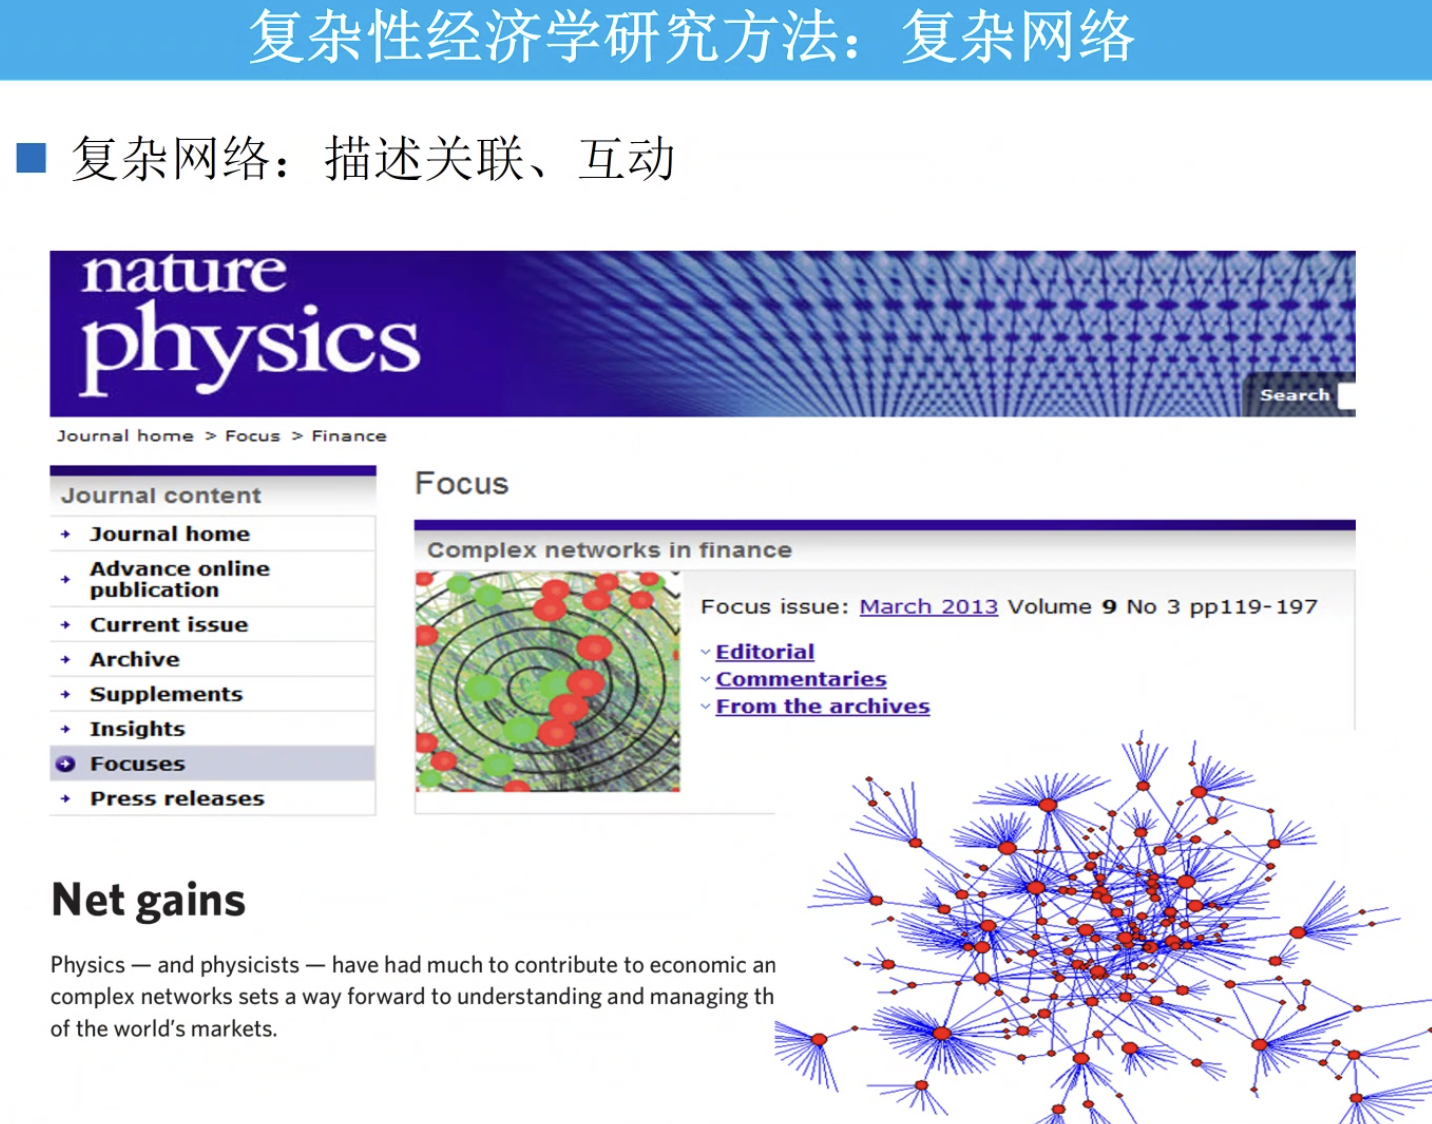 复杂性经济学研究方法：复杂网络
复杂网络：描述关联、互动
nature
physics
Search
Journal home > Focus > Finance
Journal content
Journal home
Advance online
publication
Current issue
Archive
Supplements
Insights
Focuses
Press releases
Focus
Complex networks in finance
Focus issue: March 2013 Volume 9 No 3 pp119-197
Editorial
Commentaries
From the archives
Net gains
Physics — and physicists — have had much to contribute to economic an
complex networks sets a way forward to understanding and managing th
of the world's markets.